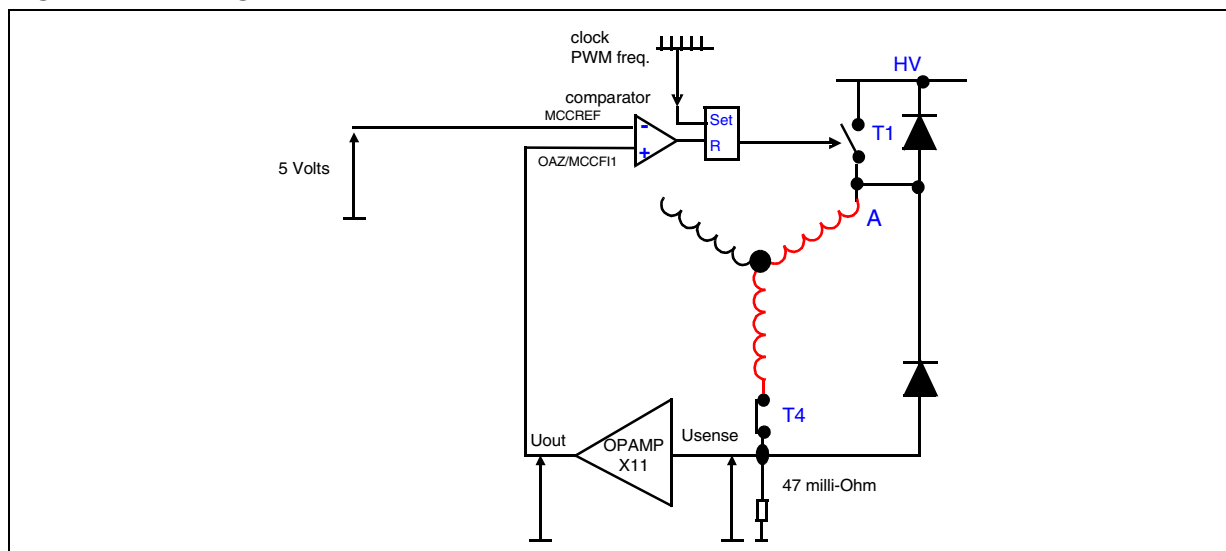 clock
PWM freq.
HV
comparator
MCCREF
Set
-
T1
R
+
5 Volts
OAZ/MCCFI1
A
T4
Uout
OPAMP
X11
Usense
47 milli-Ohm